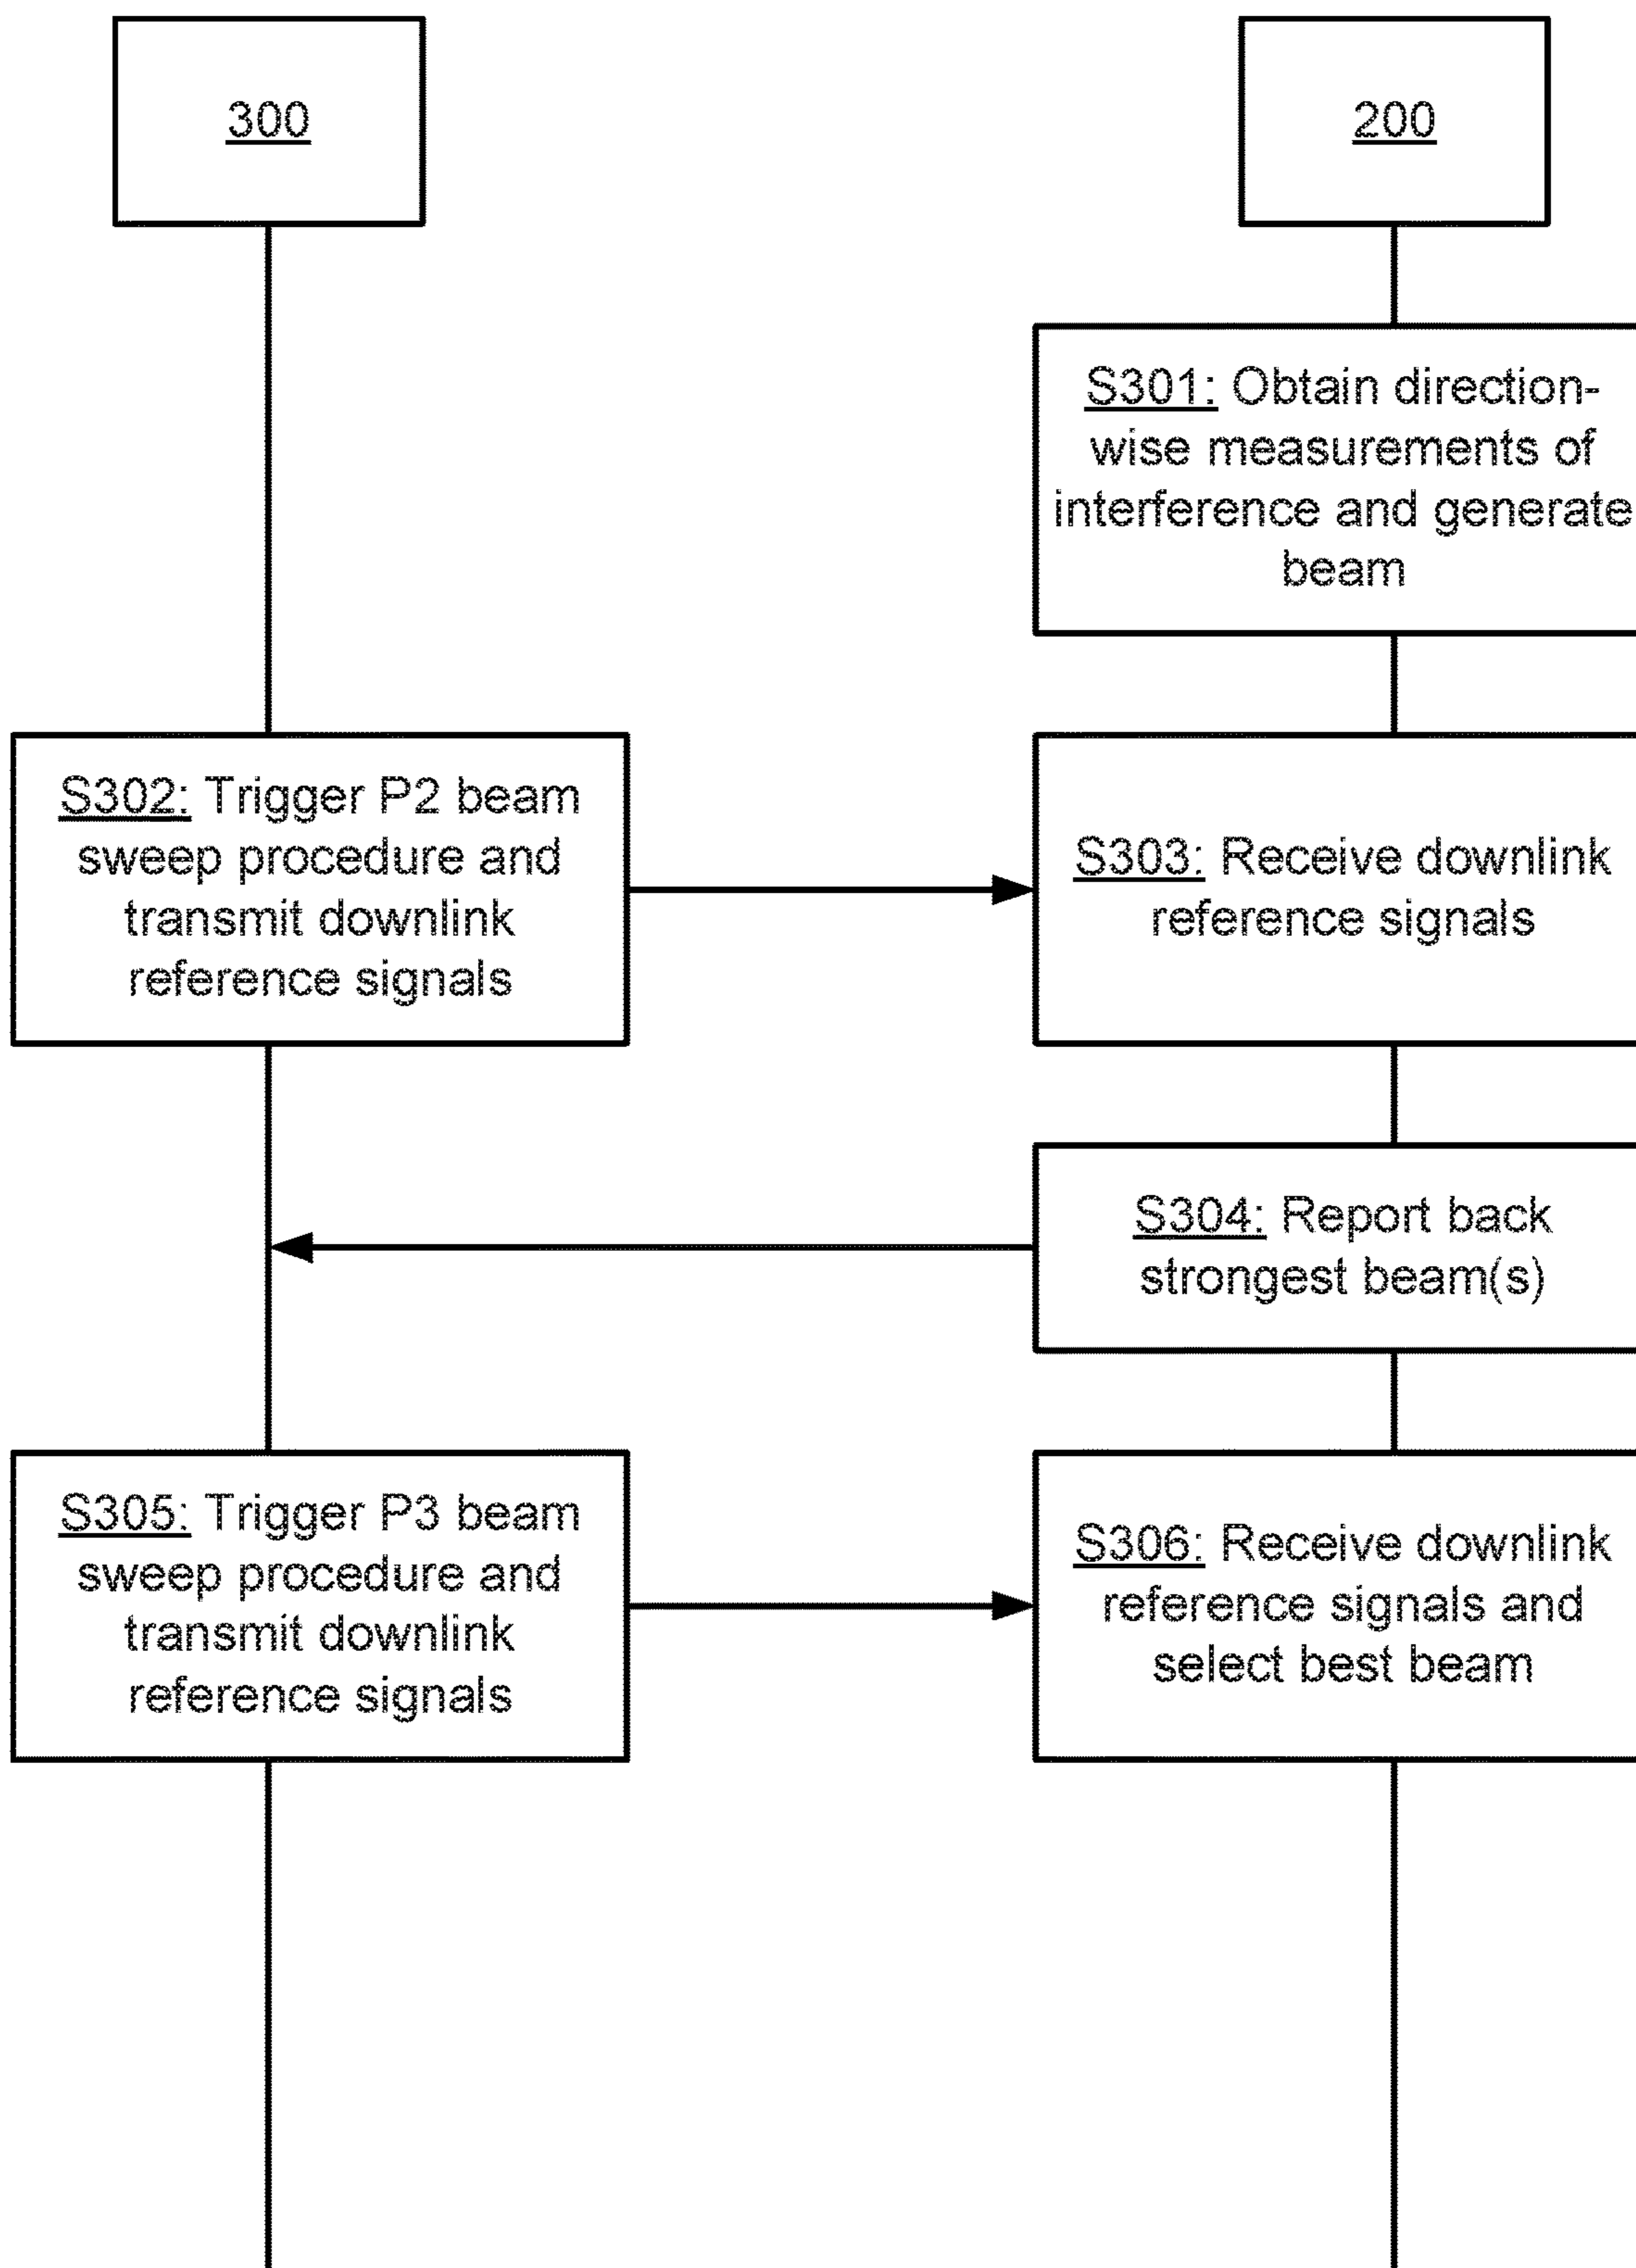 300
200
S301: Obtain direction-
wise measurements of
interference and generate
beam
S302: Trigger P2 beam
sweep procedure and
transmit downlink
reference signals
S303: Receive downlink
reference signals
S304: Report back
strongest beam(s)
S305: Trigger P3 beam
sweep procedure and
transmit downlink
reference signals
S306: Receive downlink
reference signals and
select best beam